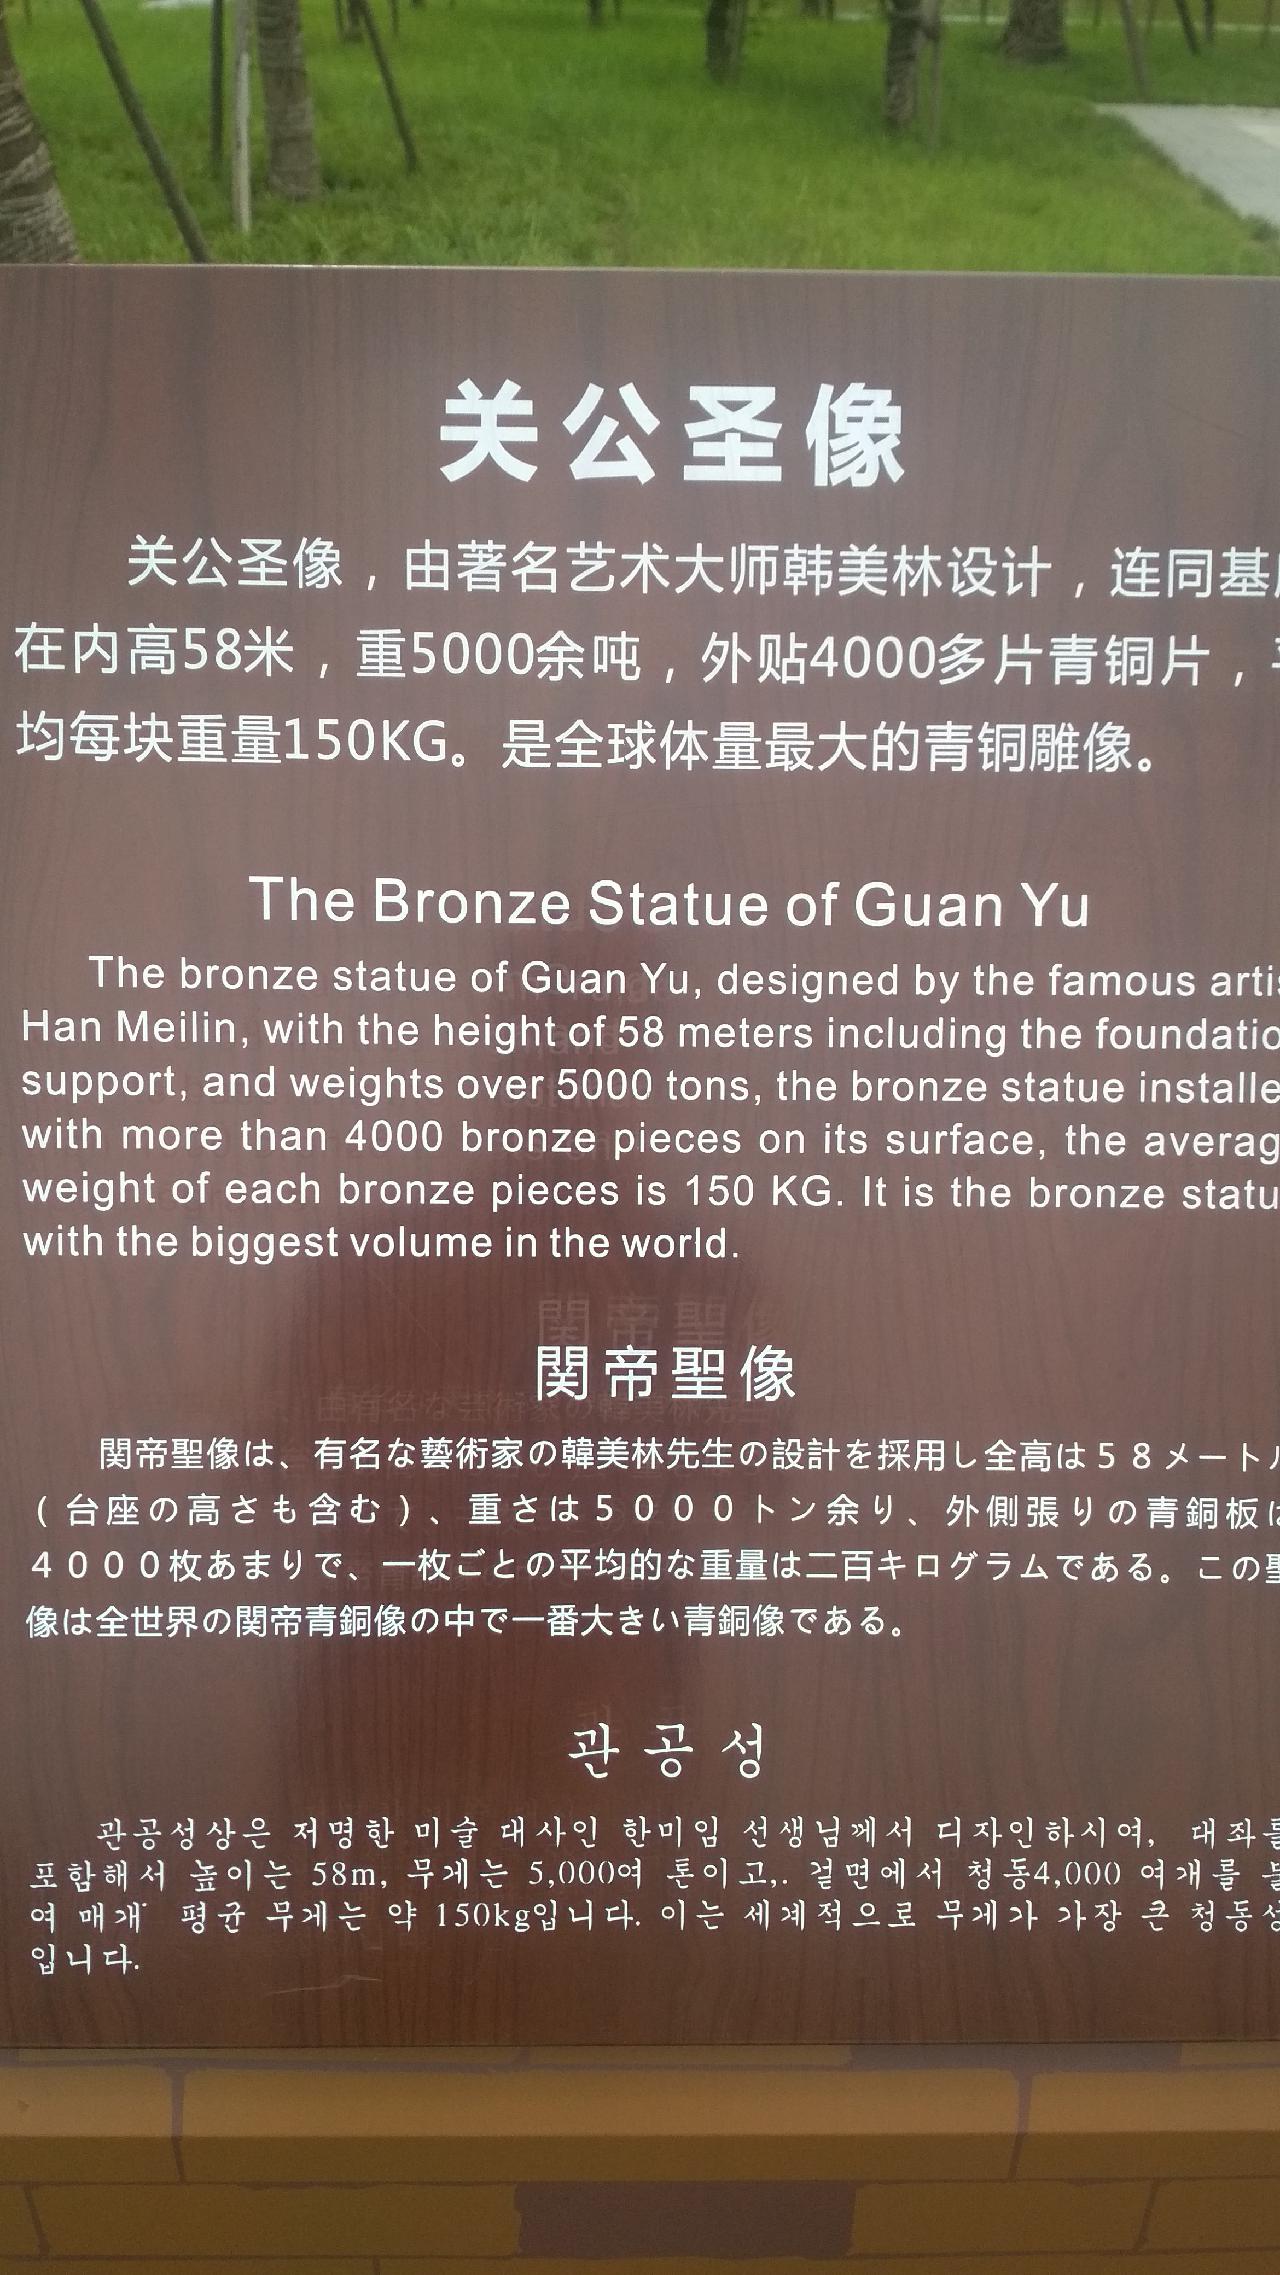 关公圣像
关公圣像，由著名艺术大师韩美林设计，连同基
在内高58米，重5000余吨，外贴4000多片青铜片，
均每块重量150KG。是全球体量最大的青铜雕像。
The Bronze Statue of Guan Yu
The bronze statue of Guan Yu, designed by the famous arti
Han Meilin, with the height of 58 meters including the foundatio
support, and weights over 5000 tons, the bronze statue installe
with more than 4000 bronze pieces on its surface, the averag
weight of each bronze pieces is 150 KG. It is the bronze statu
with the biggest volume in the world.
関帝聖像
関帝聖像は、有名な藝術家の韓美林先生の設計を採用し全高は５８メート
（台座の高さも含む）、重さは５０００トン余り、外側張りの青銅板
４０００枚あまりで、一枚ごとの平均的な重量は二百キログラムである。この
像は全世界の関帝青銅像の中で一番大きい青銅像である。
관공성
관공성상은 저명한 미술 대사인 한미임 선생님께서 디자인하시여, 대좌를
포함해서 높이는 58m, 무게는 5,000여 톤이고,. 겉면에서 청동4,000 여개를
여 매개 평균 무게는 약 150kg입니다. 이는 세계적으로 무게가 가장 큰 청동
입니다.